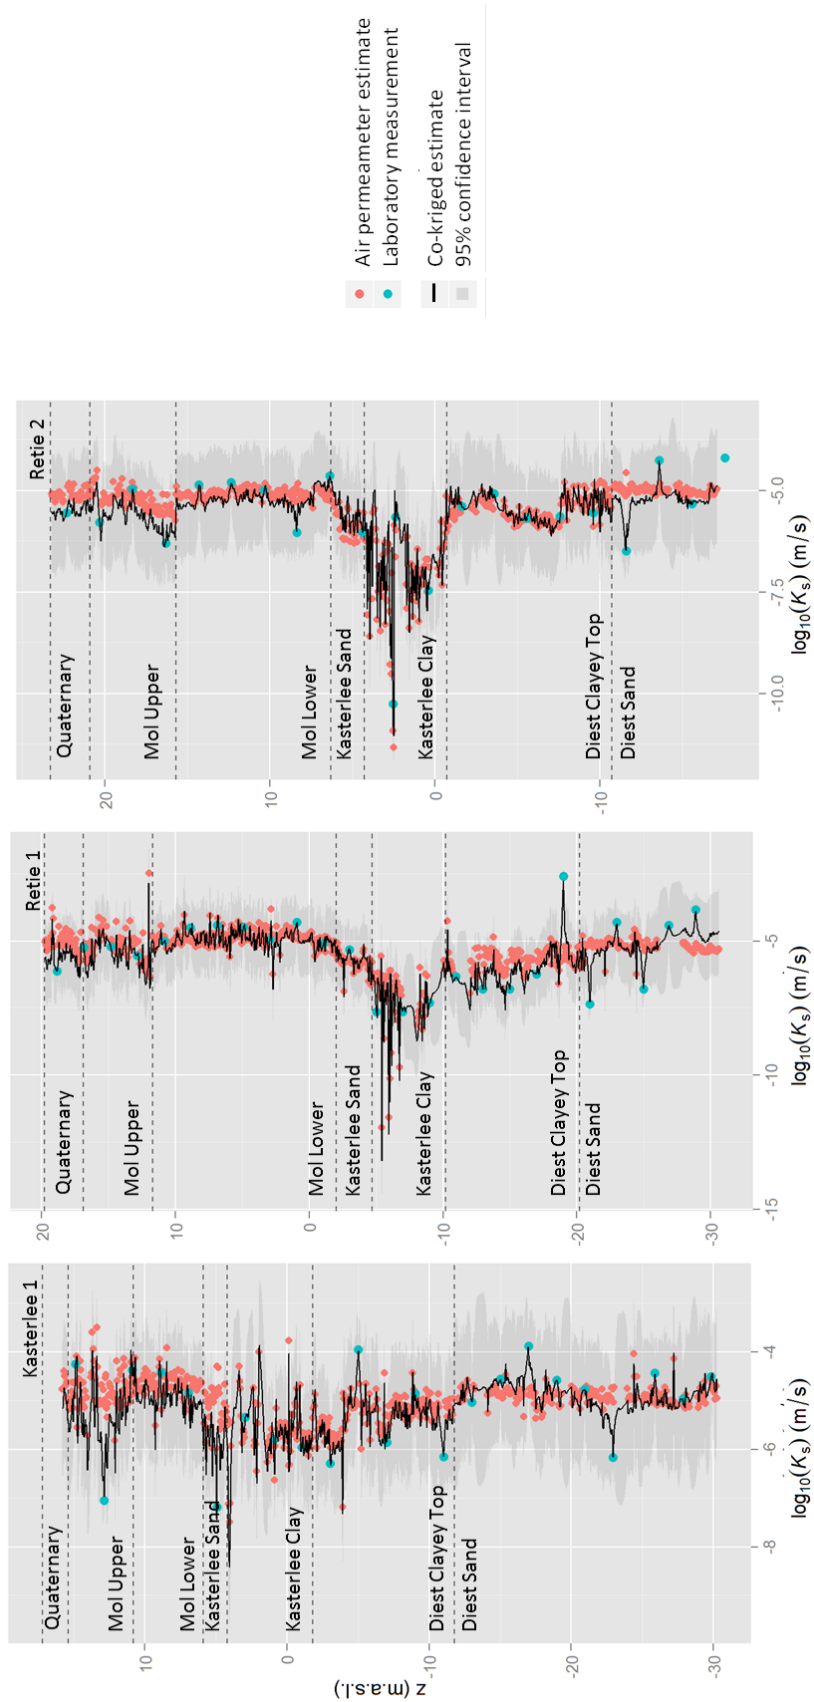 Kasterlee 1
Quaternary
Mol Upper
Mol Lower
Kasterlee Sand
Kasterlee Clay
Diest Clayey Top
Diest Sand
10
0
-10
-20
-30
z (m.a.s.l.)
-8
-6
-4
log10(Ks) (m/s)
Retie 1
Quaternary
Mol Upper
Mol Lower
Kasterlee Sand
Kasterlee Clay
Diest Clayey Top
Diest Sand
20
10
0
-10
-20
-30
-15
-10
-5
log10(Ks) (m/s)
Retie 2
Quaternary
Mol Upper
Mol Lower
Kasterlee Sand
Kasterlee Clay
Diest Clayey Top
Diest Sand
20
10
0
-10
-10.0
-7.5
-5.0
log10(Ks) (m/s)
Air permeameter estimate
Laboratory measurement
Co-kriged estimate
95% confidence interval